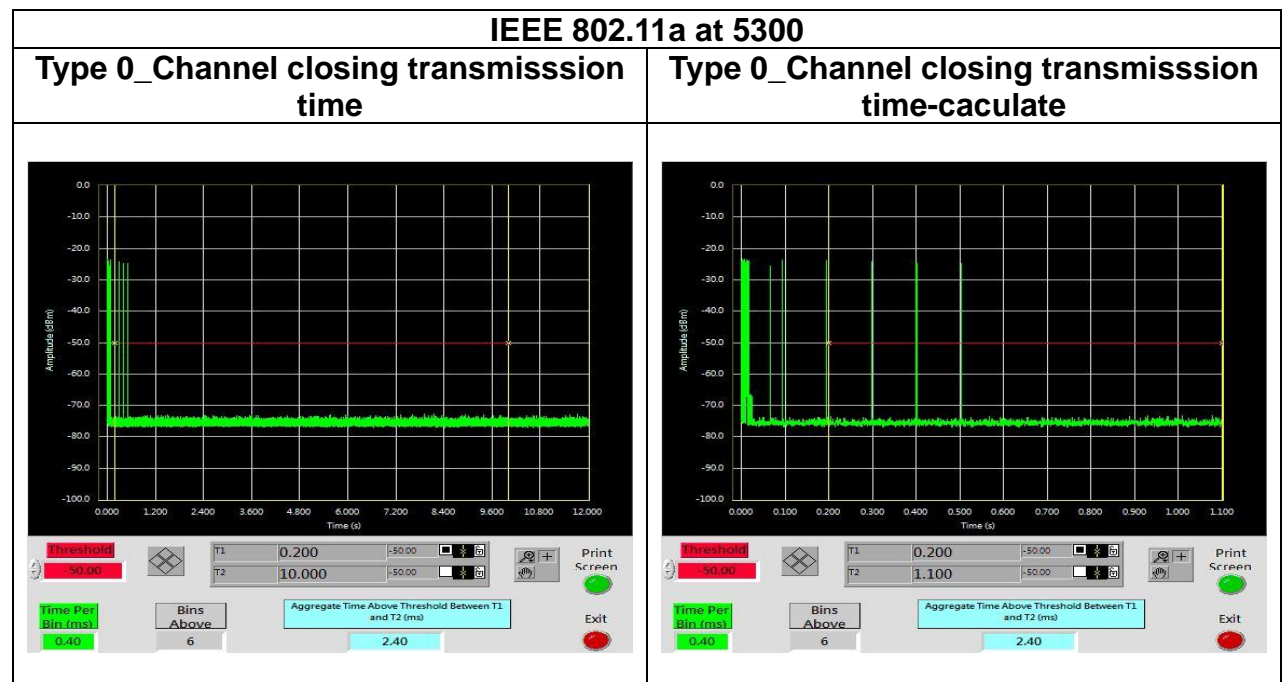 IEEE 802.11a at 5300
Type 0_Channel closing transmisssion
time
Type 0_Channel closing transmisssion
time-caculate
0.0
-10.0
-20.0
-30.0
-40.0
-50.0
-60.0
-70.0
-80.0
-90.0
-100.0
Amplitude (dBm)
0.000 1.200 2.400 3.600 4.800 6.000 7.200 8.400 9.600 10.800 12.000
Time (s)
Threshold
-50.00
T1 0.200 -50.00
T2 10.000 -50.00
Print
Screen
Time Per
Bin (ms)
0.40
Bins
Above
6
Aggregate Time Above Threshold Between T1
and T2 (ms)
2.40
Exit
0.0
-10.0
-20.0
-30.0
-40.0
-50.0
-60.0
-70.0
-80.0
-90.0
-100.0
Amplitude (dBm)
0.000 0.100 0.200 0.300 0.400 0.500 0.600 0.700 0.800 0.900 1.000 1.100
Time (s)
Threshold
-50.00
T1 0.200 -50.00
T2 1.100 -50.00
Print
Screen
Time Per
Bin (ms)
0.40
Bins
Above
6
Aggregate Time Above Threshold Between T1
and T2 (ms)
2.40
Exit